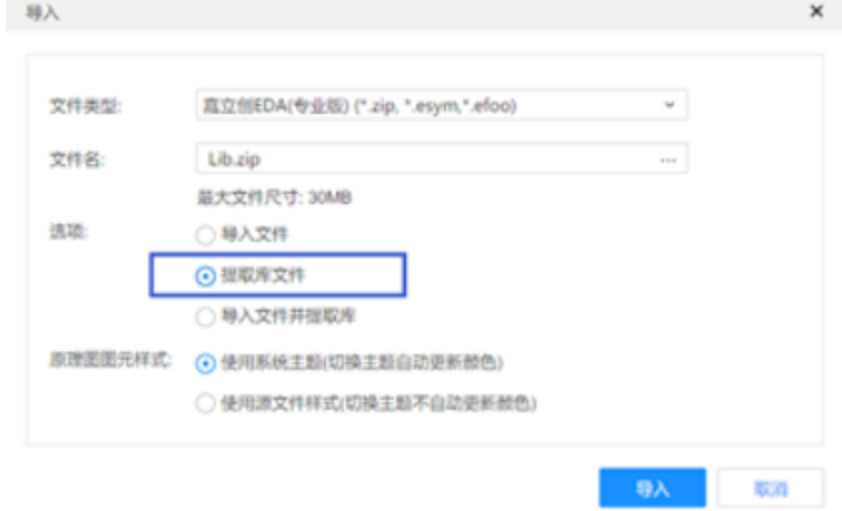 导入
文件类型: 嘉立创EDA(专业版) (*.zip, *.esym,*.efoo)
文件名: Lib.zip ...
最大文件尺寸: 30MB
选项: 导入文件
提取库文件
导入文件并提取库
原理图图元样式: 使用系统主题(切换主题自动更新颜色)
使用源文件样式(切换主题不自动更新颜色)
导入 取消